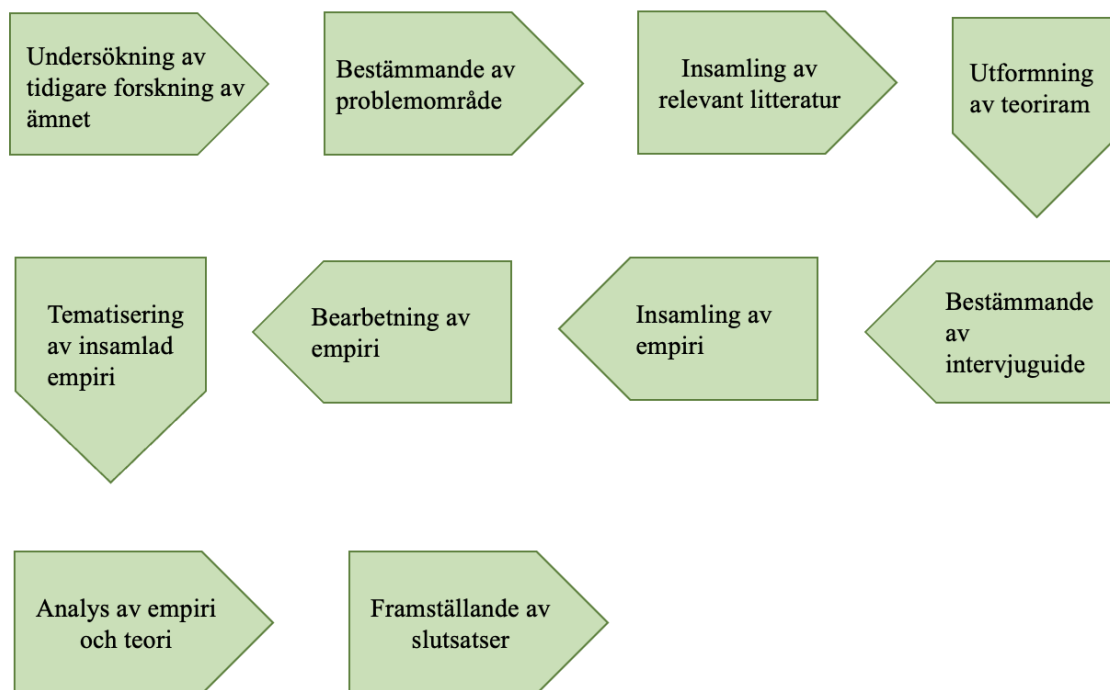 Undersökning av
tidigare forskning av
ämnet
Bestämmande av
problemområde
Insamling av
relevant litteratur
Utformning
av teoriram
Bestämmande
av
intervjuguide
Insamling av
empiri
Bearbetning av
empiri
Tematisering
av insamlad
empiri
Analys av empiri
och teori
Framställande av
slutsatser